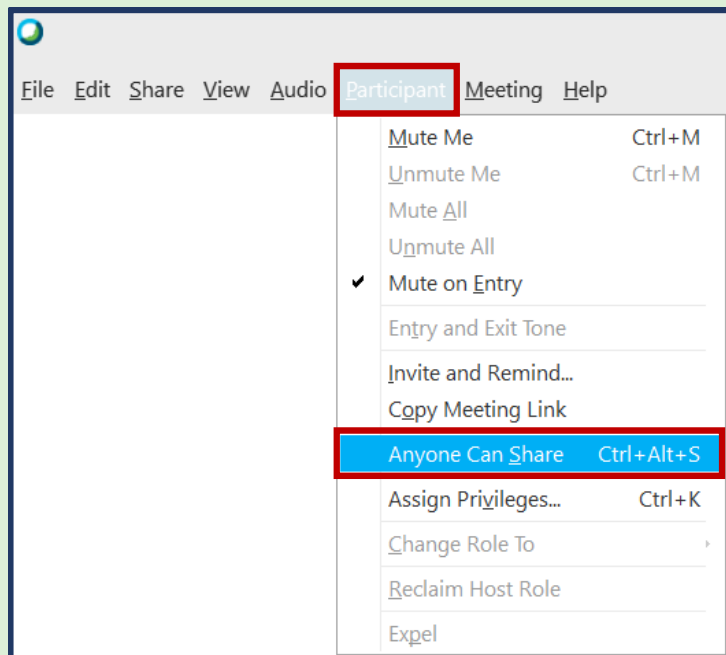 File Edit Share View Audio Participant Meeting Help
Mute Me Ctrl+M
Unmute Me Ctrl+M
Mute All
Unmute All
✔ Mute on Entry
Entry and Exit Tone
Invite and Remind...
Copy Meeting Link
Anyone Can Share Ctrl+Alt+S
Assign Privileges... Ctrl+K
Change Role To
Reclaim Host Role
Expel